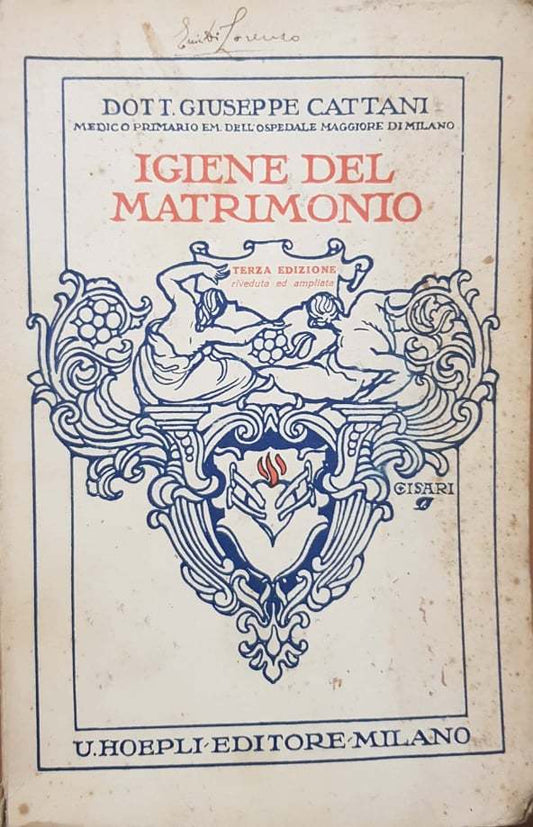 Lorenzo
DOTT. GIUSEPPE CATTANI
MEDICO PRIMARIO EM. DELL'OSPEDALE MAGGIORE DI MILANO
IGIENE DEL
MATRIMONIO
TERZA EDIZIONE
riveduta ed ampliata
CISARI
U. HOEPLI-EDITORE-MILANO